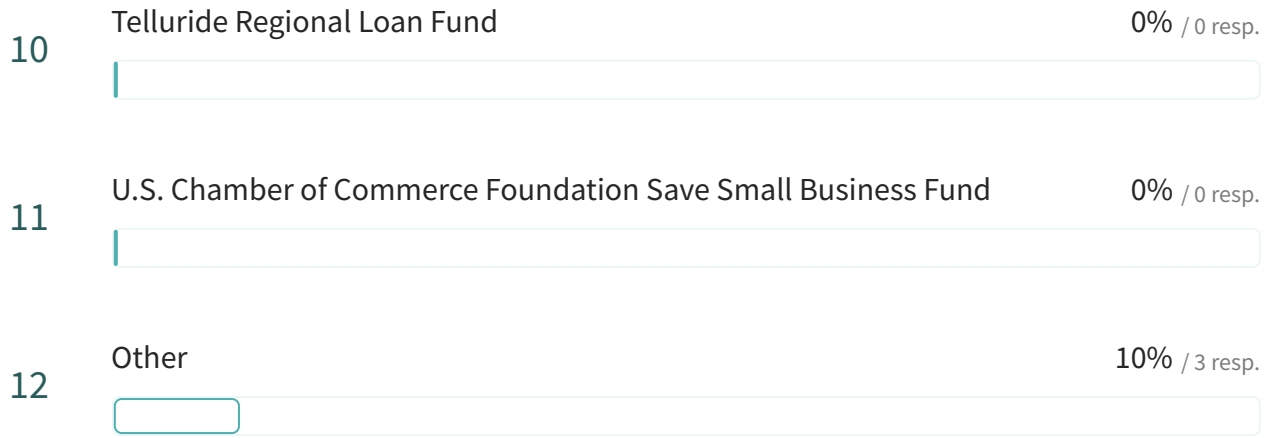 Telluride Regional Loan Fund 0% / 0 resp.
10
U.S. Chamber of Commerce Foundation Save Small Business Fund 0% / 0 resp.
11
Other 10% / 3 resp.
12